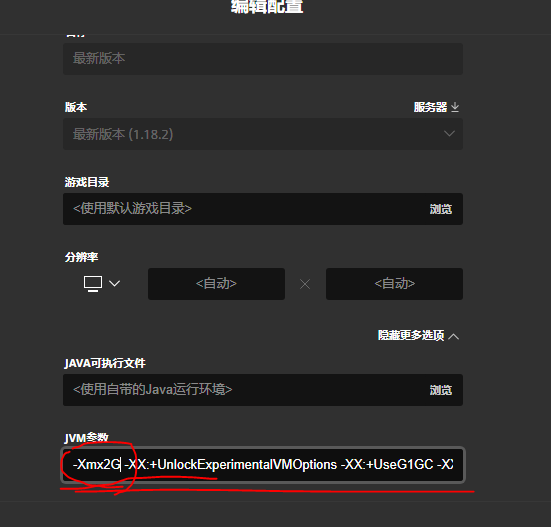 编辑配置
最新版本
版本
服务器
最新版本 (1.18.2)
游戏目录
<使用默认游戏目录>
浏览
分辨率
<自动>
<自动>
隐藏更多选项
JAVA可执行文件
<使用自带的Java运行环境>
浏览
JVM参数
-Xmx2G -XX:+UnlockExperimentalVMOptions -XX:+UseG1GC -X